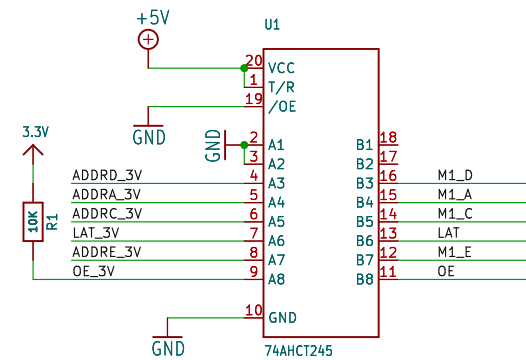 U1
+5V
20 VCC
1 T/R
19 /OE
GND
3.3V
GND
2 A1 B1 18
3 A2 B2 17
ADDRD_3V 4 A3 B3 16 M1_D
ADDRA_3V 5 A4 B4 15 M1_A
ADDRC_3V 6 A5 B5 14 M1_C
10K R1
LAT_3V 7 A6 B6 13 LAT
ADDRE_3V 8 A7 B7 12 M1_E
OE_3V 9 A8 B8 11 OE
10 GND
GND
74AHCT245